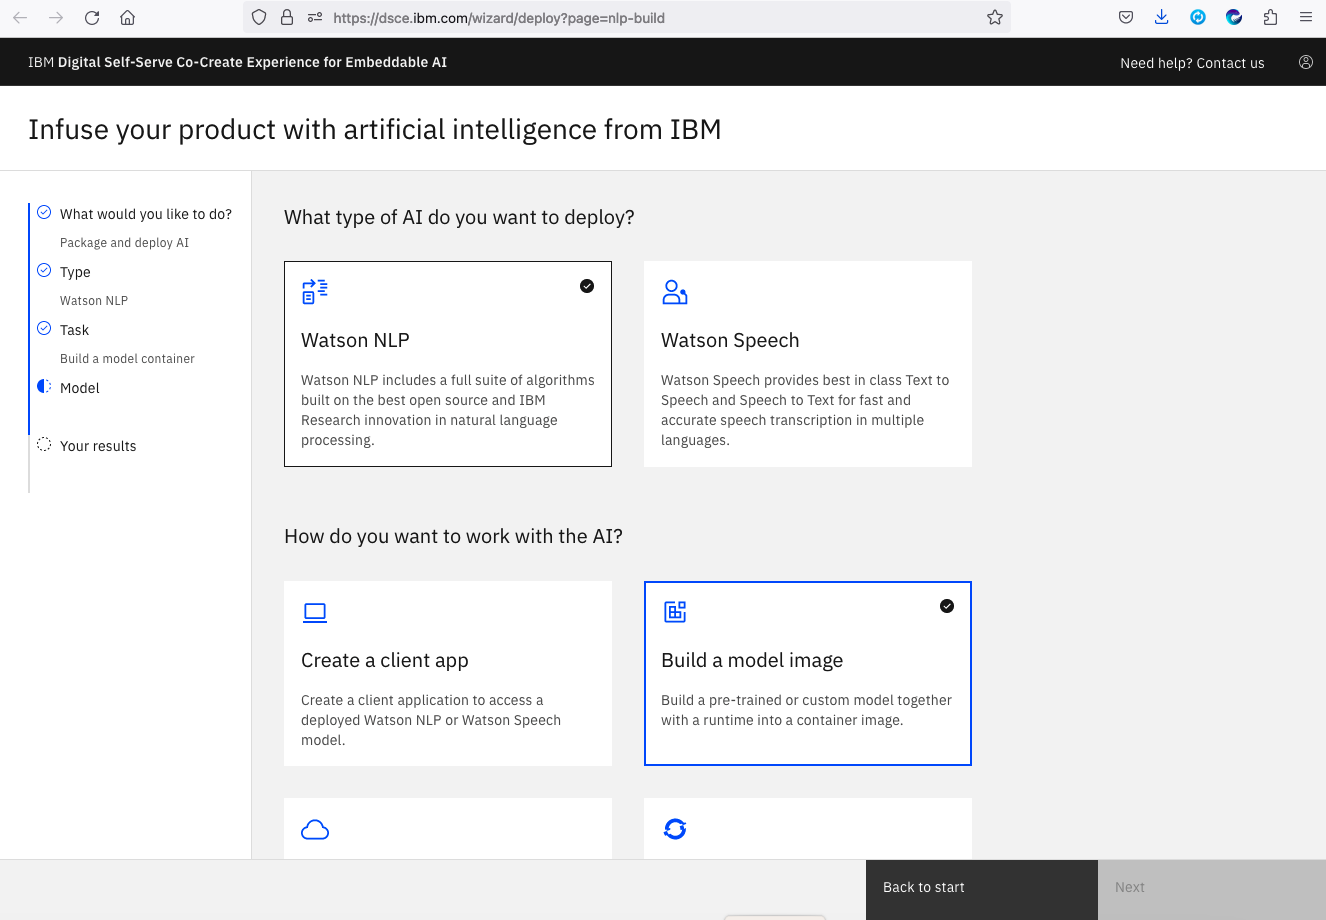 https://dsce.ibm.com/wizard/deploy?page=nlp-build
IBM Digital Self-Serve Co-Create Experience for Embeddable AI
Need help? Contact us
Infuse your product with artificial intelligence from IBM
What would you like to do?
Package and deploy AI
Type
Watson NLP
Task
Build a model container
Model
Your results
What type of AI do you want to deploy?
Watson NLP
Watson NLP includes a full suite of algorithms
built on the best open source and IBM
Research innovation in natural language
processing.
Watson Speech
Watson Speech provides best in class Text to
Speech and Speech to Text for fast and
accurate speech transcription in multiple
languages.
How do you want to work with the AI?
Create a client app
Create a client application to access a
deployed Watson NLP or Watson Speech
model.
Build a model image
Build a pre-trained or custom model together
with a runtime into a container image.
Back to start
Next